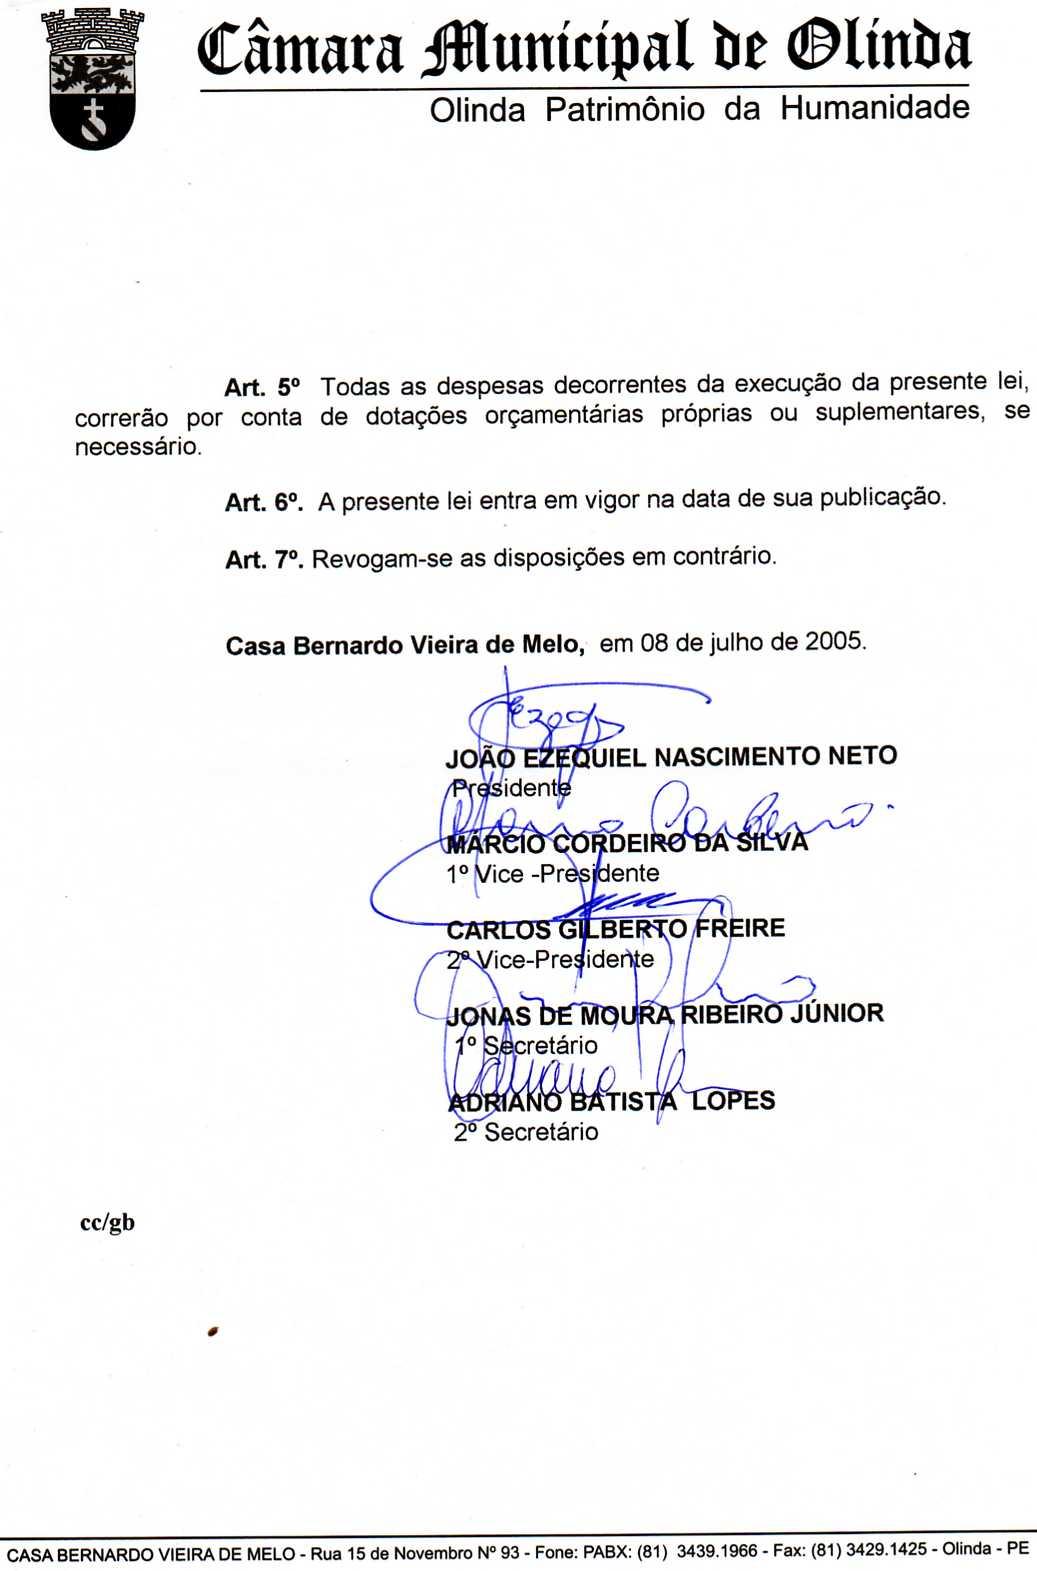 Câmara Municipal de Olinda
Olinda Patrimônio da Humanidade
Art. 5º Todas as despesas decorrentes da execução da presente lei,
correrão por conta de dotações orçamentárias próprias ou suplementares, se
necessário.
Art. 6º. A presente lei entra em vigor na data de sua publicação.
Art. 7º. Revogam-se as disposições em contrário.
Casa Bernardo Vieira de Melo, em 08 de julho de 2005.
JOÃO EZEQUIEL NASCIMENTO NETO
Presidente
MÁRCIO CORDEIRO DA SILVA
1º Vice -Presidente
CARLOS GILBERTO FREIRE
2º Vice-Presidente
JONAS DE MOURA RIBEIRO JÚNIOR
1º Secretário
ADRIANO BATISTA LOPES
2º Secretário
cc/gb
CASA BERNARDO VIEIRA DE MELO - Rua 15 de Novembro Nº 93 - Fone: PABX: (81) 3439.1966 - Fax: (81) 3429.1425 - Olinda - PE